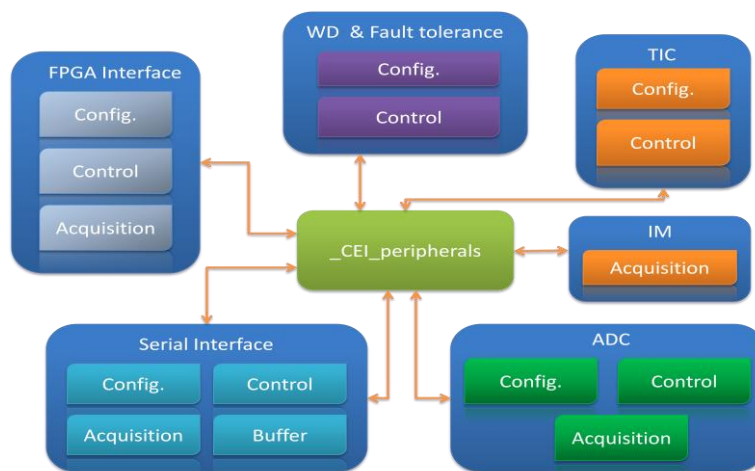 WD & Fault tolerance
Config.
Control
FPGA Interface
Config.
Control
Acquisition
TIC
Config.
Control
_CEI_peripherals
IM
Acquisition
Serial Interface
Config.
Control
Acquisition
Buffer
ADC
Config.
Control
Acquisition